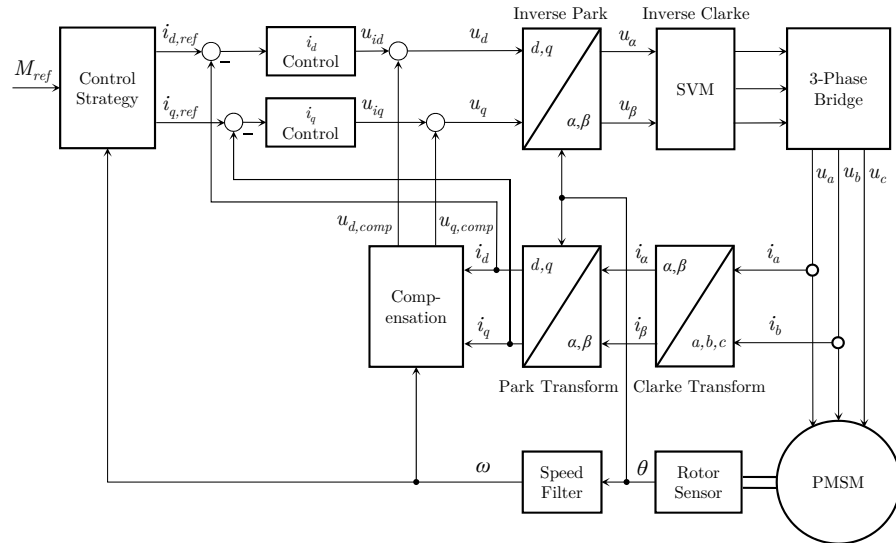 Inverse Park
Inverse Clarke
M_ref
Control
Strategy
i_d,ref
−
i_d
Control
u_id
u_d
d,q
α,β
u_α
SVM
3-Phase
Bridge
i_q,ref
−
i_q
Control
u_iq
u_q
u_β
u_a
u_b
u_c
u_d,comp
u_q,comp
Comp-
ensation
i_d
i_q
d,q
α,β
i_α
i_β
α,β
a,b,c
i_a
i_b
Park Transform
Clarke Transform
ω
Speed
Filter
θ
Rotor
Sensor
PMSM